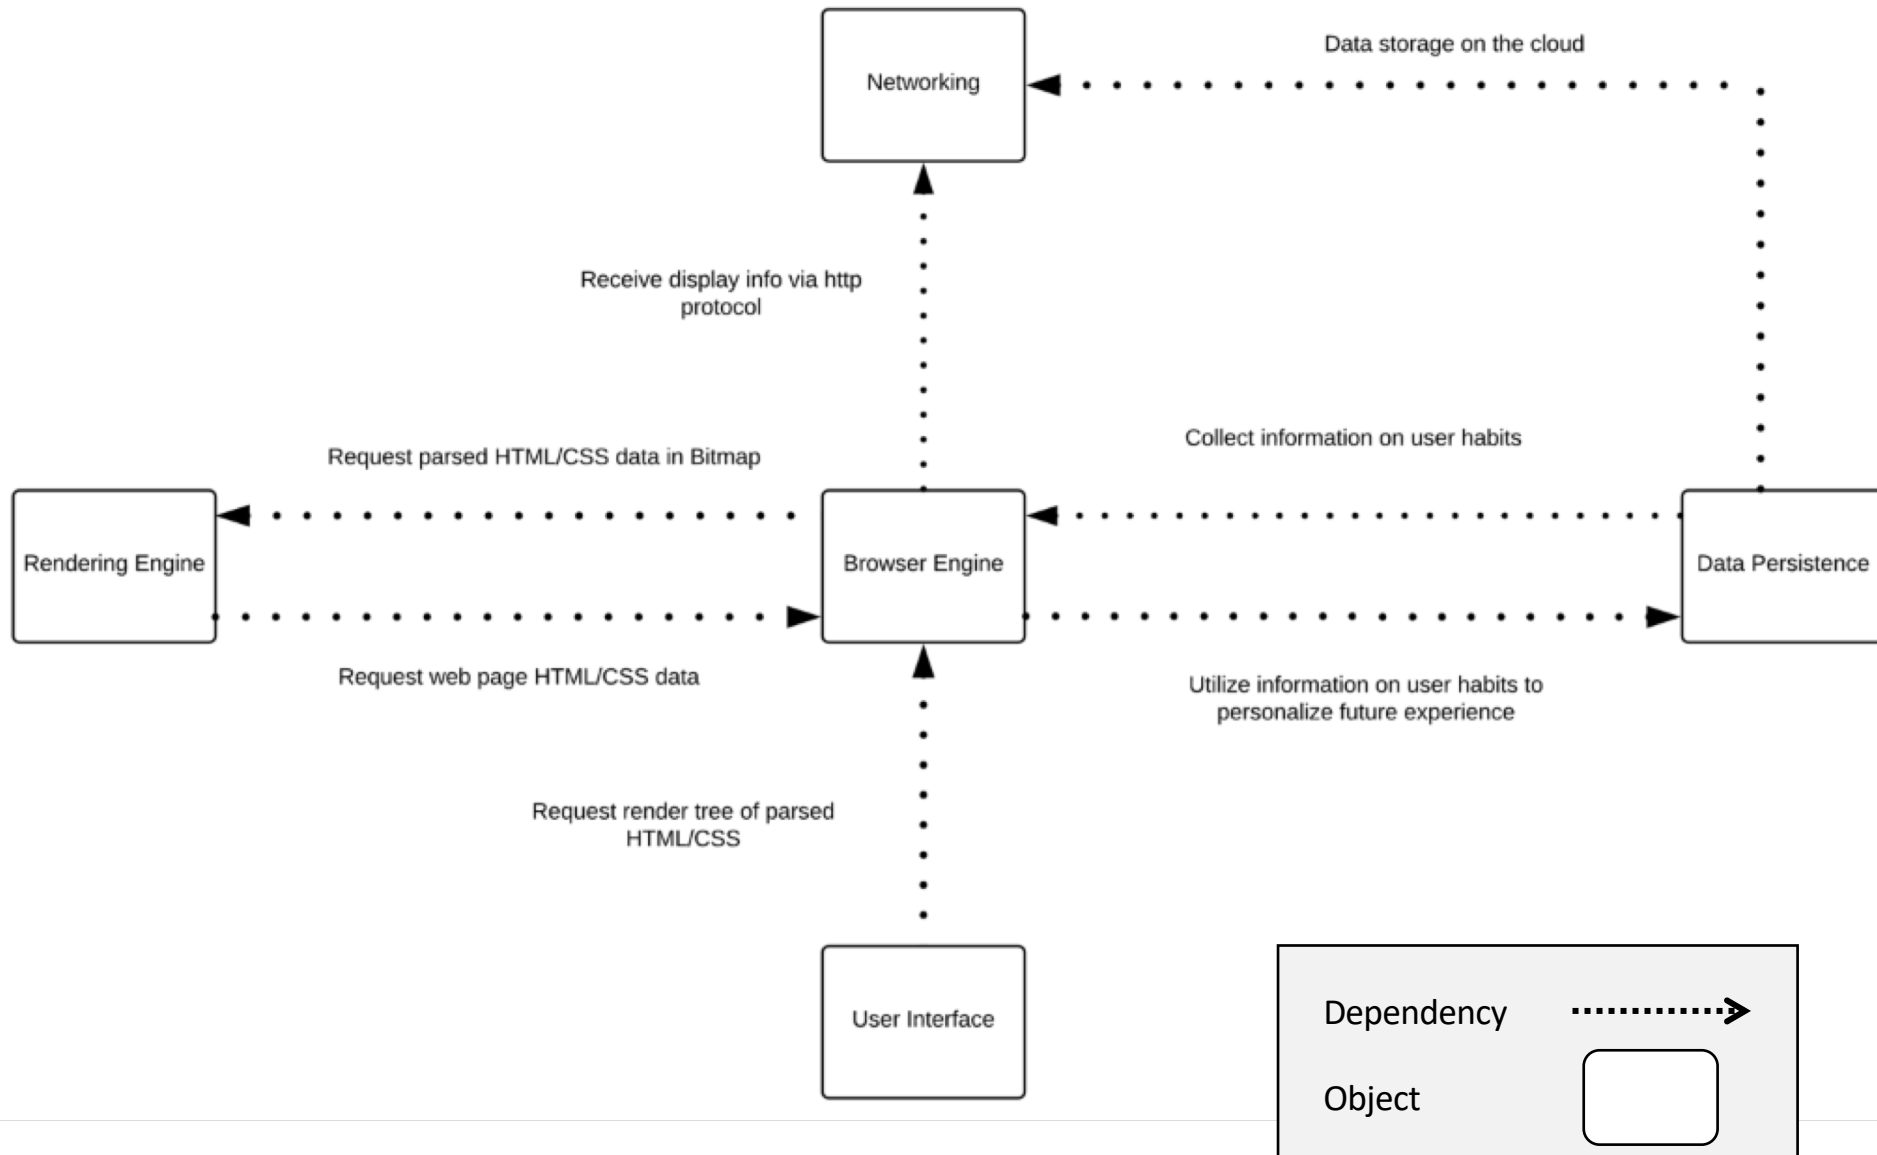 Data storage on the cloud
Networking
Receive display info via http
protocol
Collect information on user habits
Request parsed HTML/CSS data in Bitmap
Rendering Engine
Browser Engine
Data Persistence
Request web page HTML/CSS data
Utilize information on user habits to
personalize future experience
Request render tree of parsed
HTML/CSS
User Interface
Dependency
Object